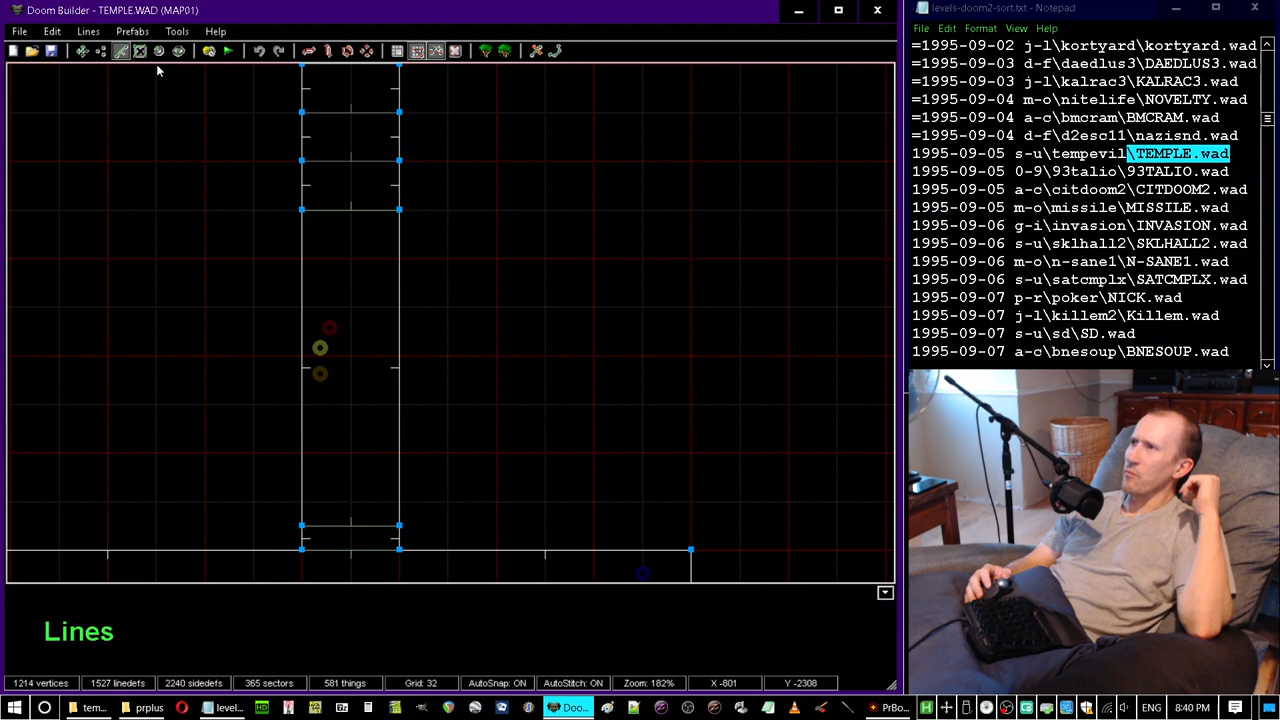 Doom Builder - TEMPLE.WAD (MAP01)
File Edit Lines Prefabs Tools Help
Lines
1214 vertices 1527 linedefs 2240 sidedefs 365 sectors 581 things Grid: 32 AutoSnap: ON AutoStitch: ON Zoom: 182% X -801 Y -2308
levels-doom2-sort.txt - Notepad
File Edit Format View Help
=1995-09-02 j-l\kortyard\kortyard.wad
=1995-09-03 d-f\daedlus3\DAEDLUS3.wad
=1995-09-03 j-l\kalrac3\KALRAC3.wad
=1995-09-04 m-o\nitelife\NOVELTY.wad
=1995-09-04 a-c\bmcram\BMCRAM.wad
=1995-09-04 d-f\d2esc11\nazisnd.wad
1995-09-05 s-u\tempevil\TEMPLE.wad
1995-09-05 0-9\93talio\93TALIO.wad
1995-09-05 a-c\citdoom2\CITDOOM2.wad
1995-09-05 m-o\missile\MISSILE.wad
1995-09-06 g-i\invasion\INVASION.wad
1995-09-06 s-u\sklhall2\SKLHALL2.wad
1995-09-06 m-o\n-sane1\N-SANE1.wad
1995-09-06 s-u\satcmplx\SATCMPLX.wad
1995-09-07 p-r\poker\NICK.wad
1995-09-07 j-l\killem2\Killem.wad
1995-09-07 s-u\sd\SD.wad
1995-09-07 a-c\bnesoup\BNESOUP.wad
tem... prplus level... HD Doo... PrBo... ENG 8:40 PM